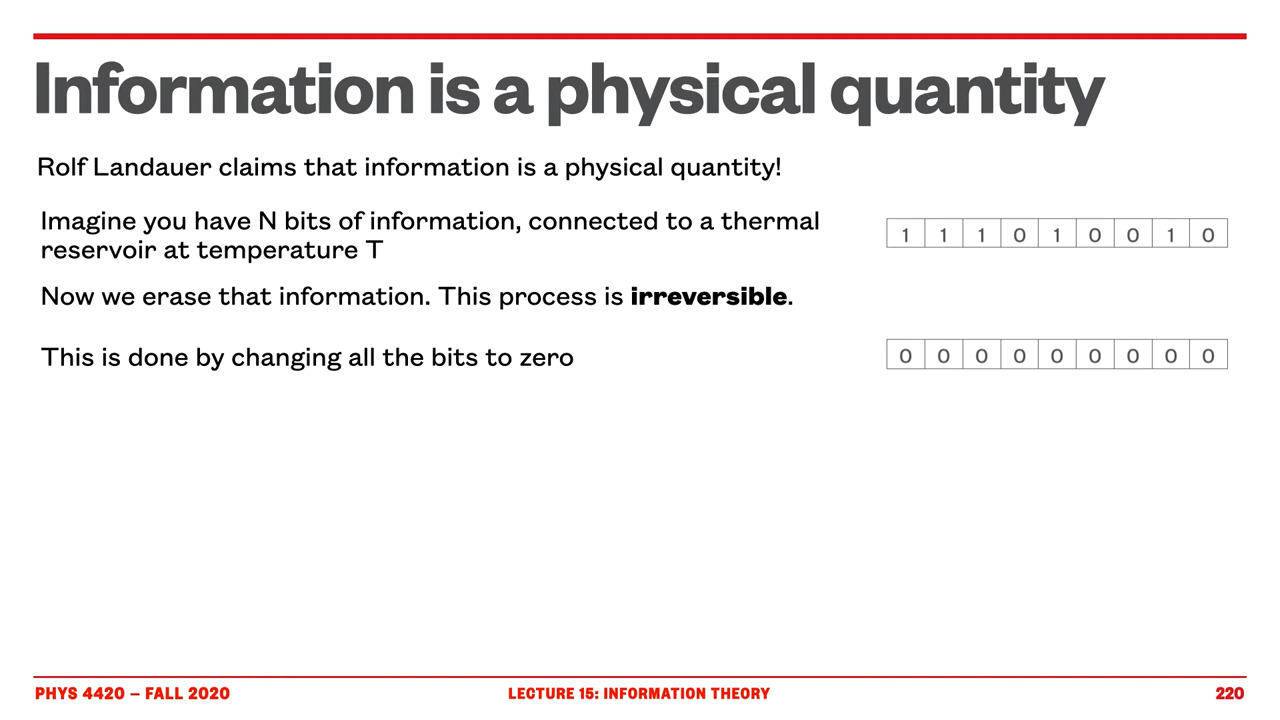 Information is a physical quantity
Rolf Landauer claims that information is a physical quantity!
Imagine you have N bits of information, connected to a thermal
reservoir at temperature T
1 1 1 0 1 0 0 1 0
Now we erase that information. This process is irreversible.
This is done by changing all the bits to zero
0 0 0 0 0 0 0 0 0
PHYS 4420 – FALL 2020
LECTURE 15: INFORMATION THEORY
220